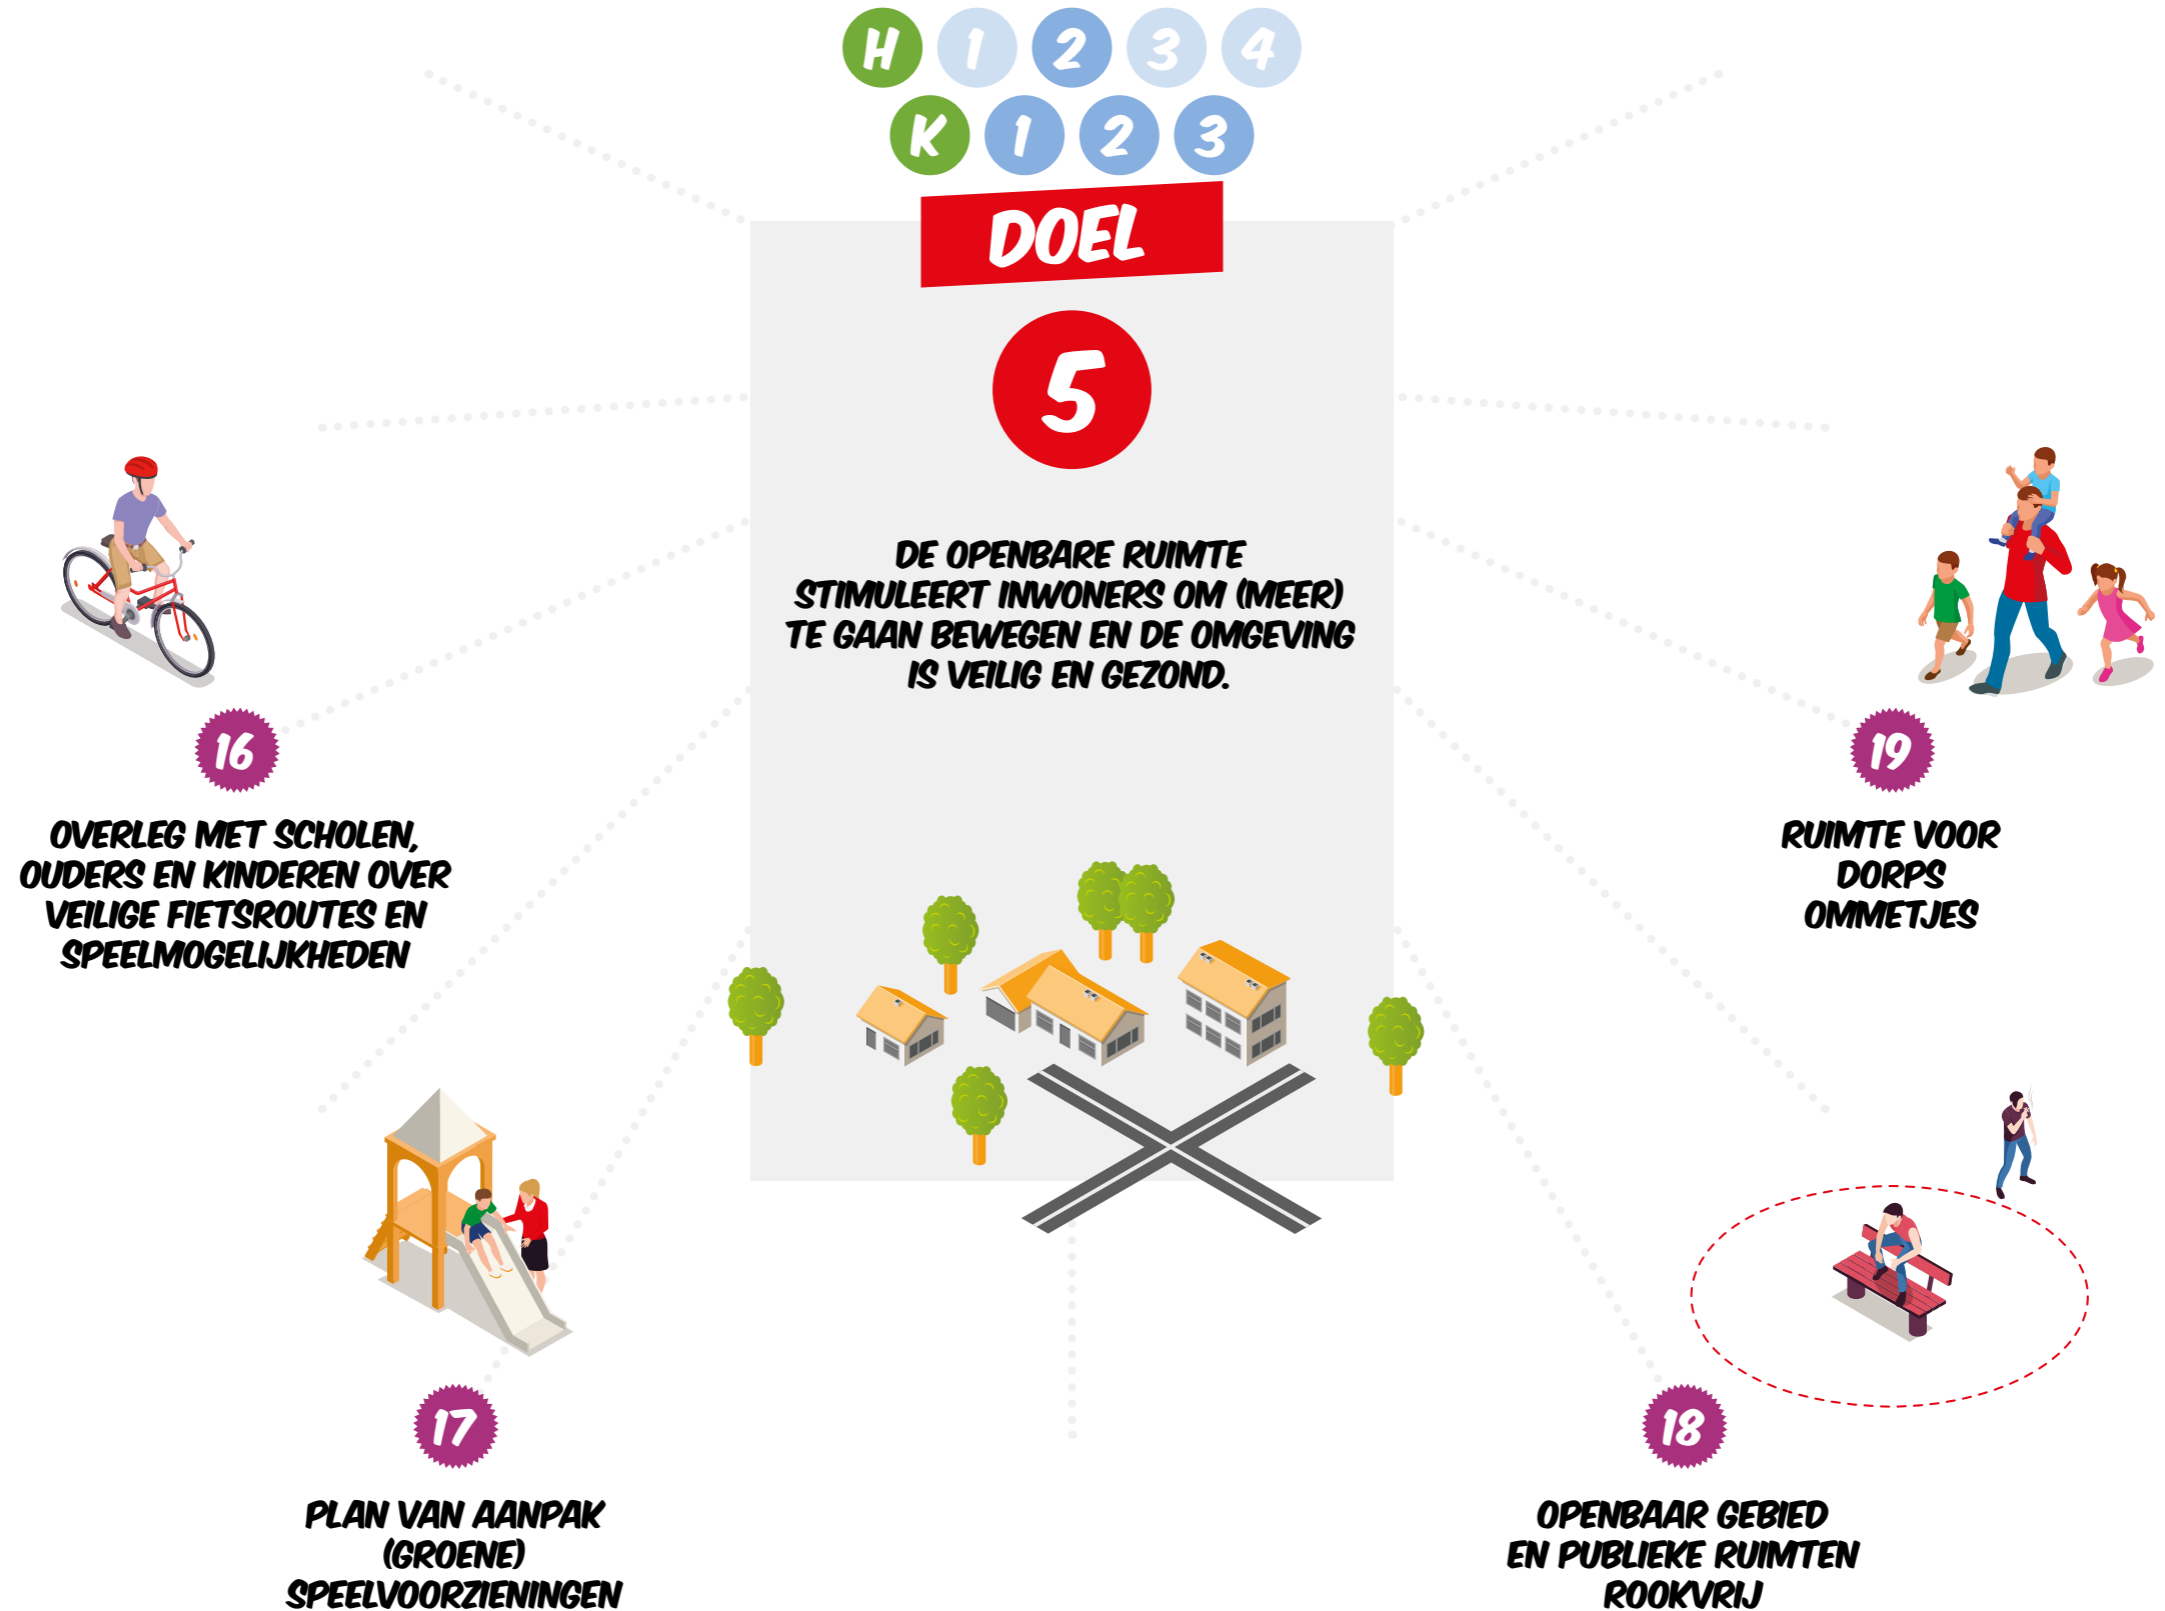 H 1 2 3 4
K 1 2 3
DOEL
5
DE OPENBARE RUIMTE
STIMULEERT INWONERS OM (MEER)
TE GAAN BEWEGEN EN DE OMGEVING
IS VEILIG EN GEZOND.
16
OVERLEG MET SCHOLEN,
OUDERS EN KINDEREN OVER
VEILIGE FIETSROUTES EN
SPEELMOGELIJKHEDEN
19
RUIMTE VOOR
DORPS
OMMETJES
17
PLAN VAN AANPAK
(GROENE)
SPEELVOORZIENINGEN
18
OPENBAAR GEBIED
EN PUBLIEKE RUIMTEN
ROOKVRIJ